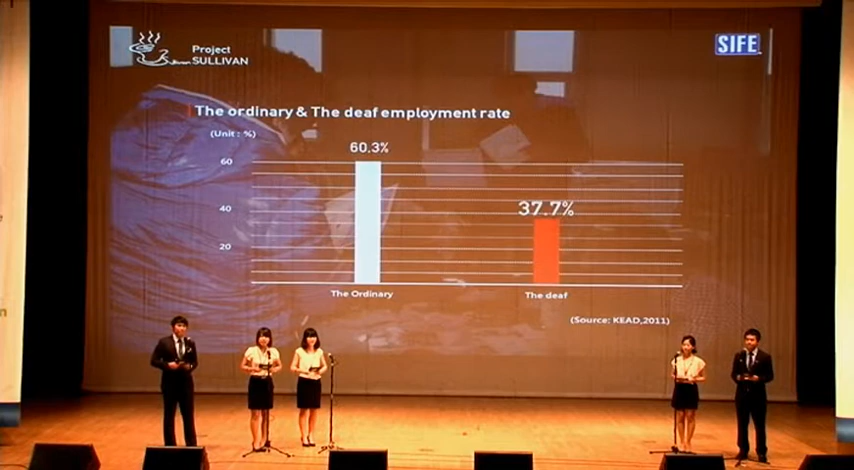 Project
SULLIVAN
SIFE
The ordinary & The deaf employment rate
(Unit : %)
60.3%
60
37.7%
40
20
The Ordinary
The deaf
(Source: KEAD,2011)